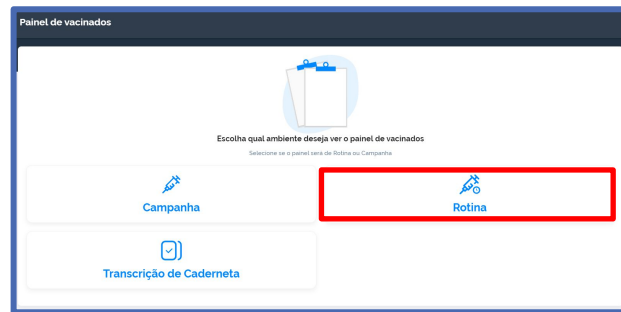 Painel de vacinados
Escolha qual ambiente deseja ver o painel de vacinados
Selecione se o painel será de Rotina ou Campanha
Campanha
Rotina
Transcrição de Caderneta